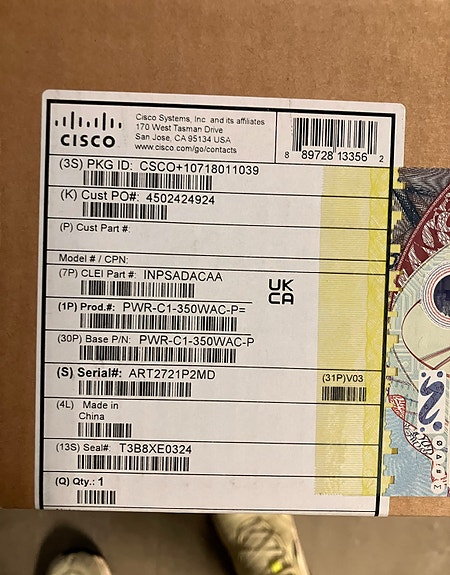 CISCO
Cisco Systems, Inc. and its affiliates
170 West Tasman Drive
San Jose, CA 95134 USA
www.cisco.com/go/contacts
8 89728 13356 2
(3S) PKG ID: CSCO+10718011039
(K) Cust PO#: 4502424924
(P) Cust Part #:
Model # / CPN:
(7P) CLEI Part #: INPSADACAA
UK
CA
(1P) Prod.#: PWR-C1-350WAC-P=
(30P) Base P/N: PWR-C1-350WAC-P
(S) Serial#: ART2721P2MD
(31P)V03
(4L) Made in
China
(13S) Seal#: T3B8XE0324
(Q) Qty.: 1